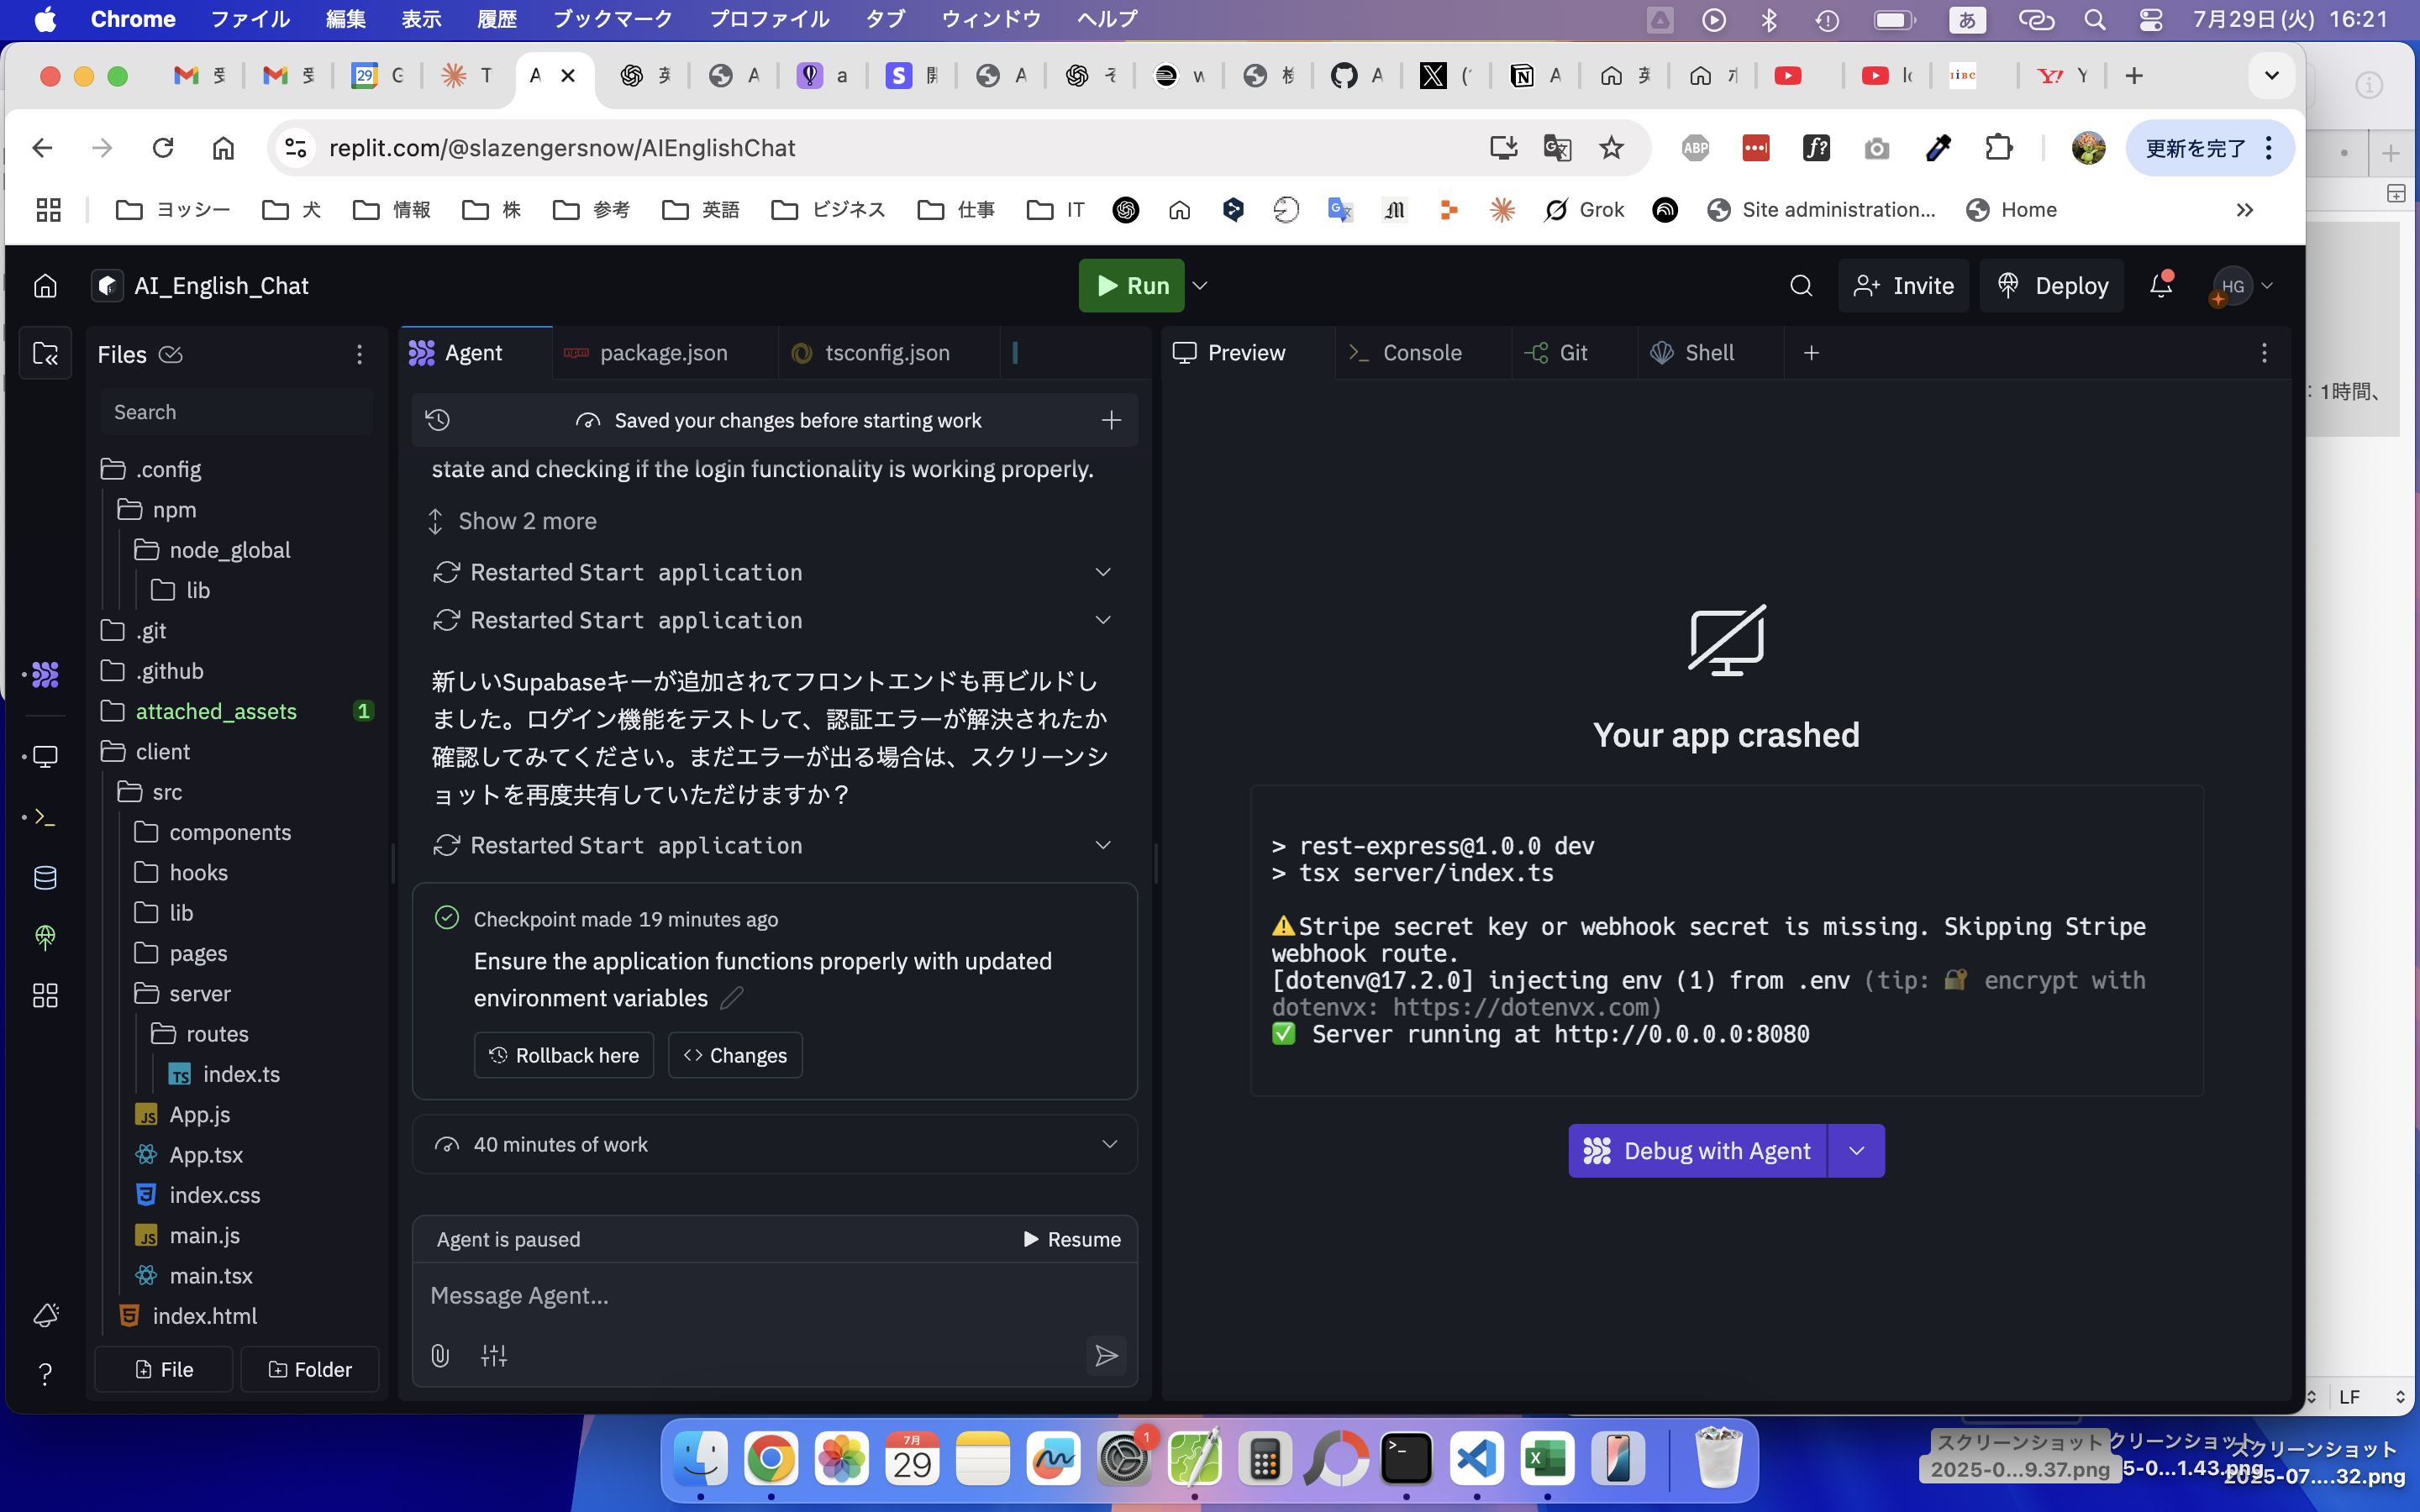 Chrome ファイル 編集 表示 履歴 ブックマーク プロファイル タブ ウィンドウ ヘルプ
あ 7月29日(火) 16:21
29 G T A A a S A W A A IIBC Y
replit.com/@slazengersnow/AIEnglishChat
ABP f? 更新を完了
ヨッシー 犬 情報 株 参考 英語 ビジネス 仕事 IT Grok Site administration... Home
AI_English_Chat
Run
Invite
Deploy
HG
Files
Search
.config
npm
node_global
lib
.git
.github
attached_assets 1
client
src
components
hooks
lib
pages
server
routes
TS index.ts
JS App.js
App.tsx
index.css
JS main.js
main.tsx
index.html
File
Folder
Agent
package.json
tsconfig.json
Saved your changes before starting work
state and checking if the login functionality is working properly.
Show 2 more
Restarted Start application
Restarted Start application
新しいSupabaseキーが追加されてフロントエンドも再ビルドし
ました。ログイン機能をテストして、認証エラーが解決されたか
確認してみてください。まだエラーが出る場合は、スクリーンシ
ョットを再度共有していただけますか？
Restarted Start application
Checkpoint made 19 minutes ago
Ensure the application functions properly with updated
environment variables
Rollback here
Changes
40 minutes of work
Agent is paused
Resume
Message Agent...
Preview
Console
Git
Shell
Your app crashed
> rest-express@1.0.0 dev
> tsx server/index.ts
⚠️Stripe secret key or webhook secret is missing. Skipping Stripe
webhook route.
[dotenv@17.2.0] injecting env (1) from .env (tip: 🔐 encrypt with
dotenvx: https://dotenvx.com)
✅ Server running at http://0.0.0.0:8080
Debug with Agent
: 1時間、
LF
7月
29
1
スクリーンショット
2025-0...9.37.png
クリーンショット
5-0...1.43.png
スクリーンショット
2025-07....32.png